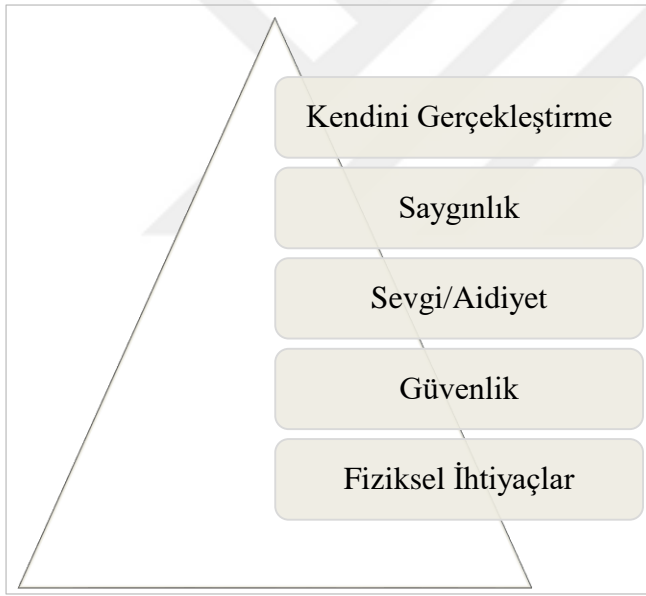 Kendini Gerçekleştirme
Saygınlık
Sevgi/Aidiyet
Güvenlik
Fiziksel İhtiyaçlar